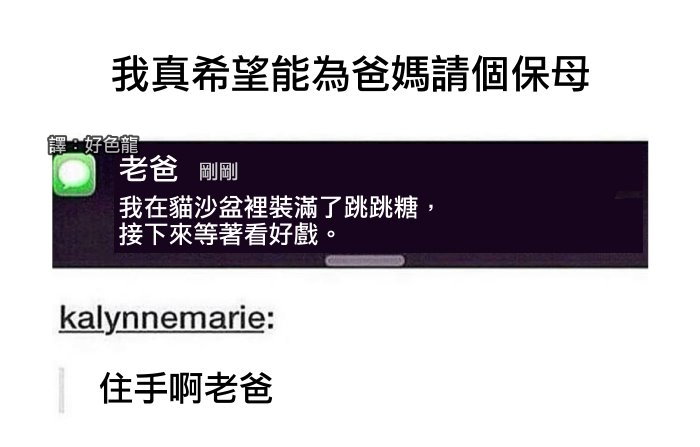 我真希望能為爸媽請個保母
譯：好色龍
老爸 剛剛
我在貓沙盆裡裝滿了跳跳糖，
接下來等著看好戲。
kalynnemarie:
住手啊老爸